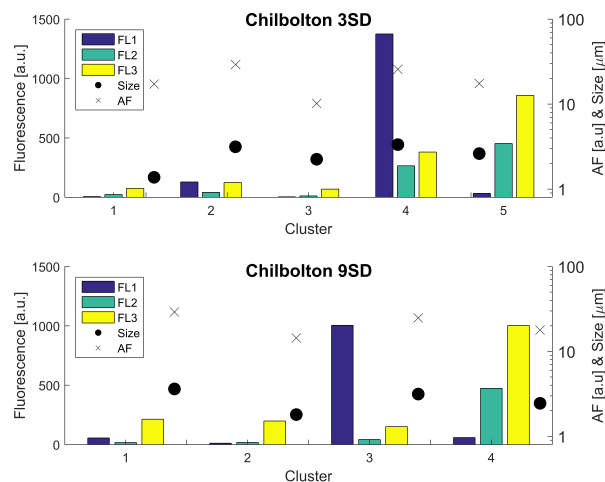 Chilbolton 3SD
1500
1000
500
0
Fluorescence [a.u.]
FL1
FL2
FL3
Size
AF
100
10
1
AF [a.u] & Size [μm]
1 2 3 4 5
Cluster
Chilbolton 9SD
1500
1000
500
0
Fluorescence [a.u.]
FL1
FL2
FL3
Size
AF
100
10
1
AF [a.u] & Size [μm]
1 2 3 4
Cluster